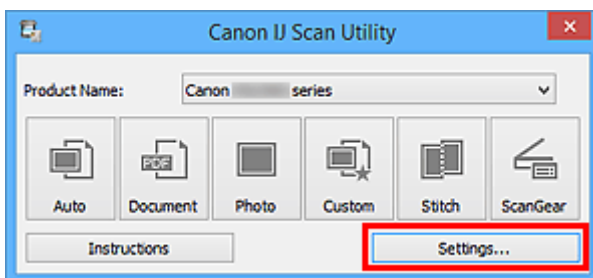 Canon IJ Scan Utility
Product Name: Canon series
PDF
Auto Document Photo Custom Stitch ScanGear
Instructions Settings...